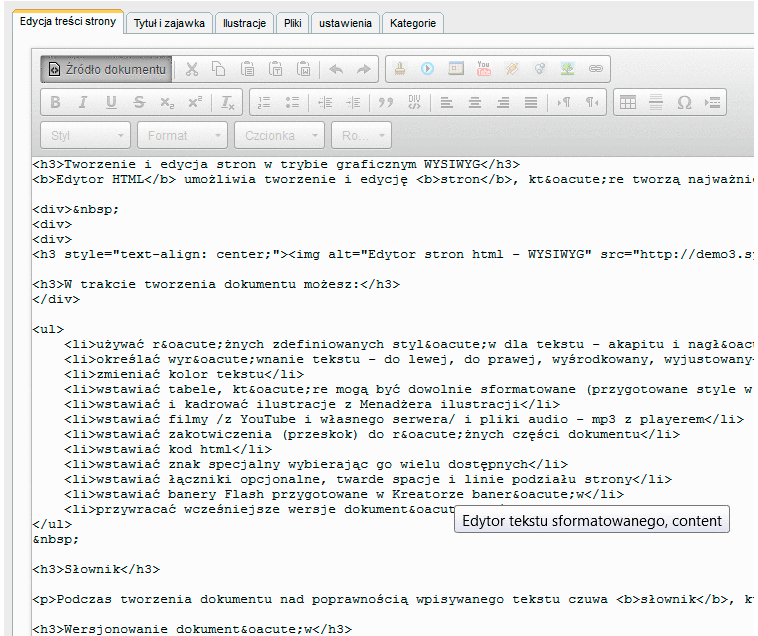 Edycja treści strony Tytuł i zajawka Ilustracje Pliki ustawienia Kategorie
Źródło dokumentu
You Tube
B I U S x₂ x² Iₓ DIV
Styl Format Czcionka Ro...
<h3>Tworzenie i edycja stron w trybie graficznym WYSIWYG</h3>
<b>Edytor HTML</b> umożliwia tworzenie i edycję <b>stron</b>, kt&oacute;re tworzą najważni
<div>&nbsp;
<div>
<div>
<h3 style="text-align: center;"><img alt="Edytor stron html - WYSIWYG" src="http://demo3.s
<h3>W trakcie tworzenia dokumentu możesz:</h3>
</div>
<ul>
<li>używać r&oacute;żnych zdefiniowanych styl&oacute;w dla tekstu - akapitu i nagł&oac
<li>określać wyr&oacute;wnanie tekstu - do lewej, do prawej, wyśrodkowany, wyjustowany
<li>zmieniać kolor tekstu</li>
<li>wstawiać tabele, kt&oacute;re mogą być dowolnie sformatowane (przygotowane style w
<li>wstawiać i kadrować ilustracje z Menadżera ilustracji</li>
<li>wstawiać filmy /z YouTube i własnego serwera/ i pliki audio - mp3 z playerem</li>
<li>wstawiać zakotwiczenia (przeskok) do r&oacute;żnych części dokumentu</li>
<li>wstawiać kod html</li>
<li>wstawiać znak specjalny wybierając go wielu dostępnych</li>
<li>wstawiać łączniki opcjonalne, twarde spacje i linie podziału strony</li>
<li>wstawiać banery Flash przygotowane w Kreatorze baner&oacute;w</li>
<li>przywracać wcześniejsze wersje dokument&oacut
Edytor tekstu sformatowanego, content
</ul>
&nbsp;
<h3>Słownik</h3>
<p>Podczas tworzenia dokumentu nad poprawnością wpisywanego tekstu czuwa <b>słownik</b>, k
<h3>Wersjonowanie dokument&oacute;w</h3>